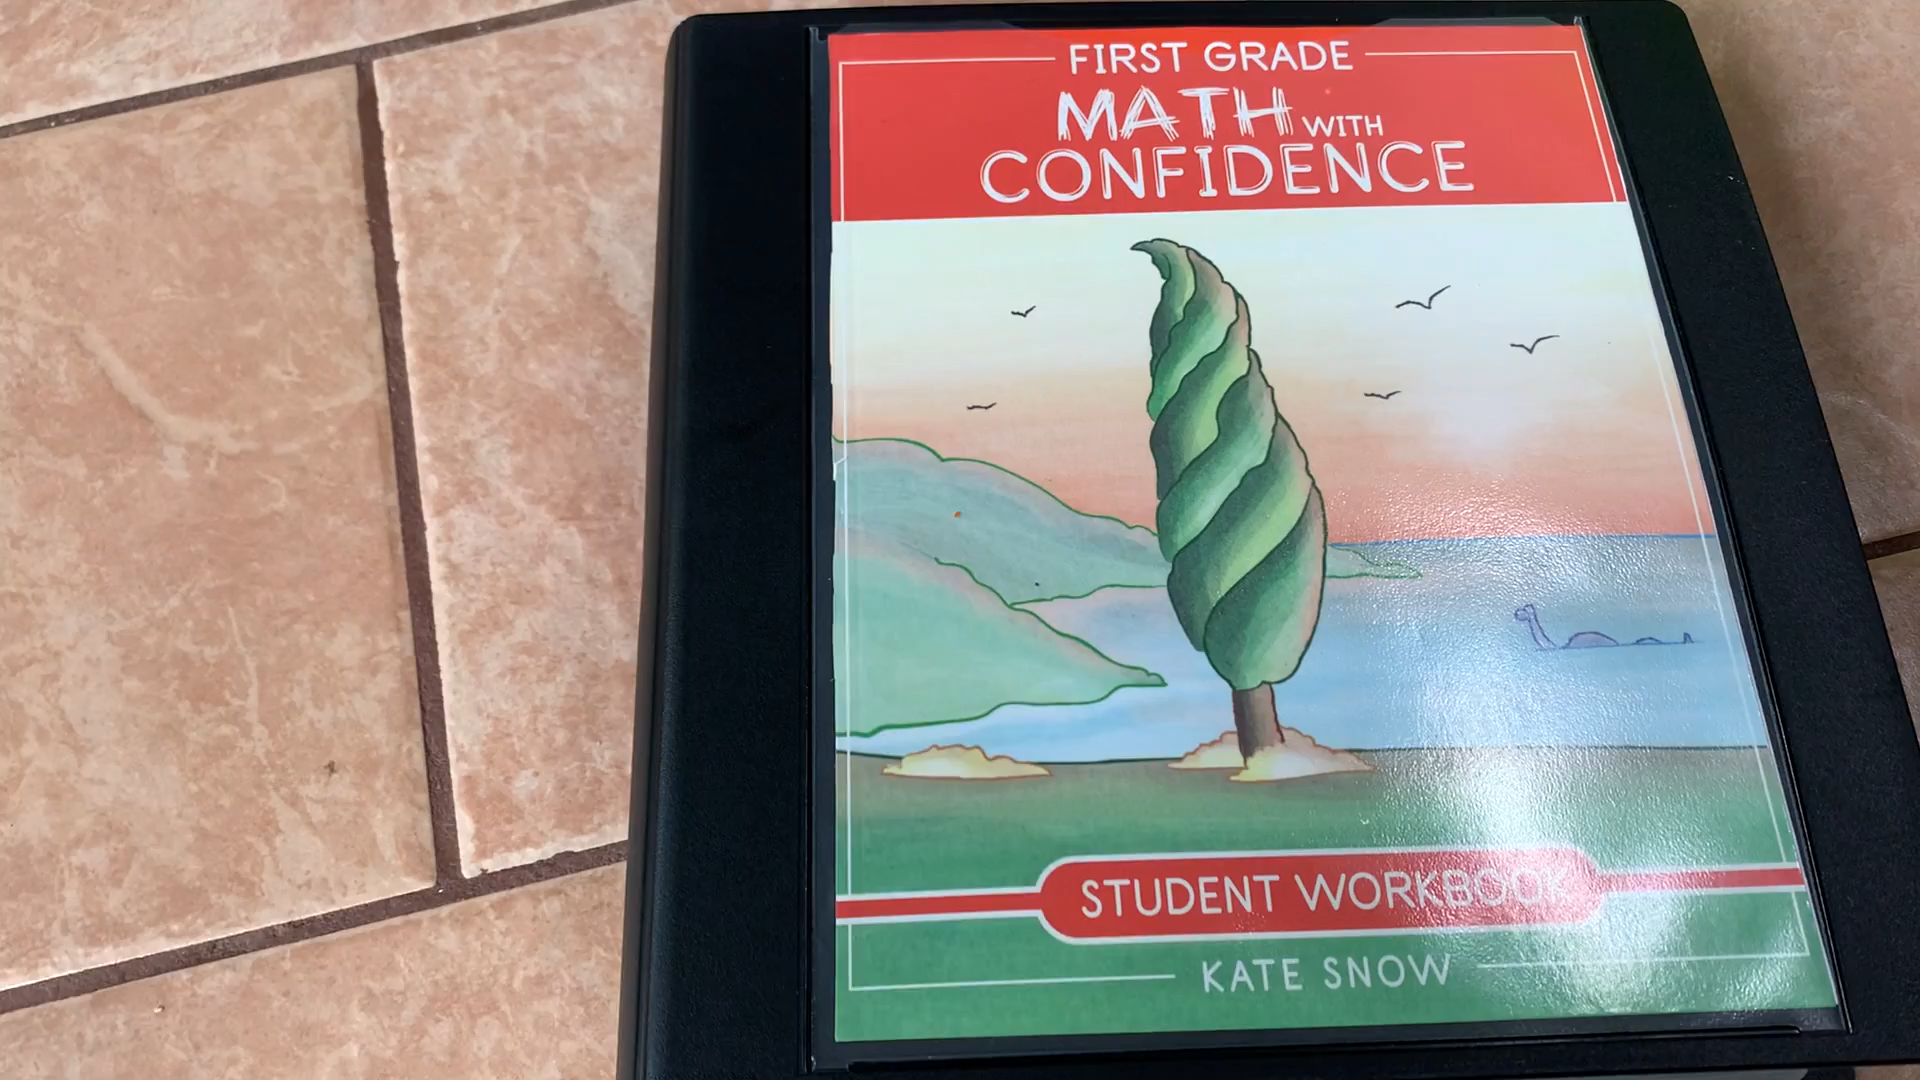 FIRST GRADE
MATH WITH
CONFIDENCE
STUDENT WORKBOOK
KATE SNOW